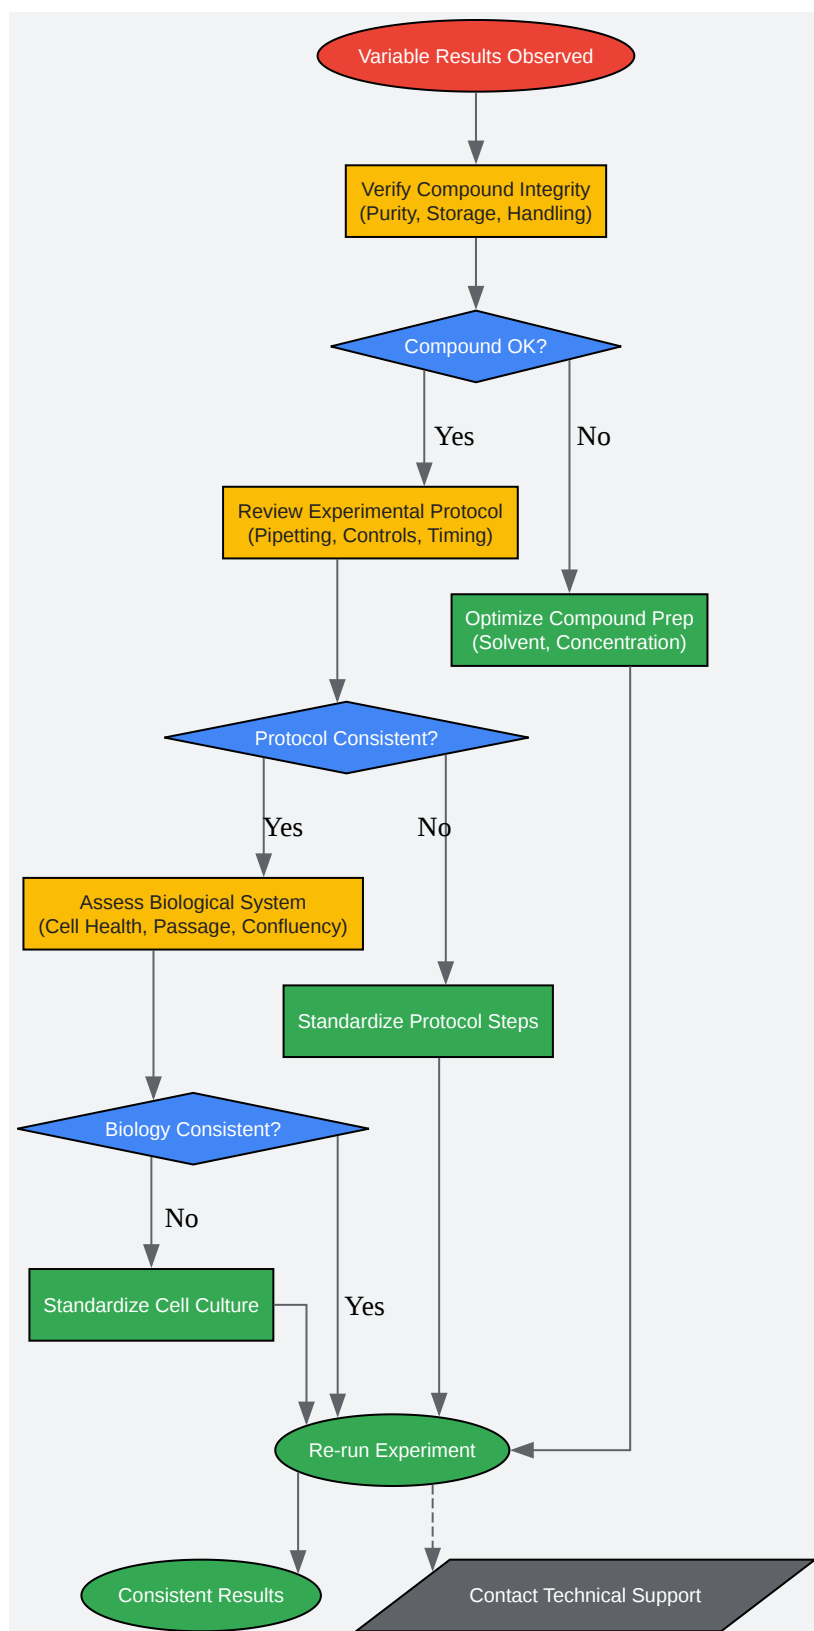 Variable Results Observed
Verify Compound Integrity
(Purity, Storage, Handling)
Compound OK?
Yes
No
Review Experimental Protocol
(Pipetting, Controls, Timing)
Optimize Compound Prep
(Solvent, Concentration)
Protocol Consistent?
Yes
No
Assess Biological System
(Cell Health, Passage, Confluency)
Standardize Protocol Steps
Biology Consistent?
No
Yes
Standardize Cell Culture
Re-run Experiment
Consistent Results
Contact Technical Support